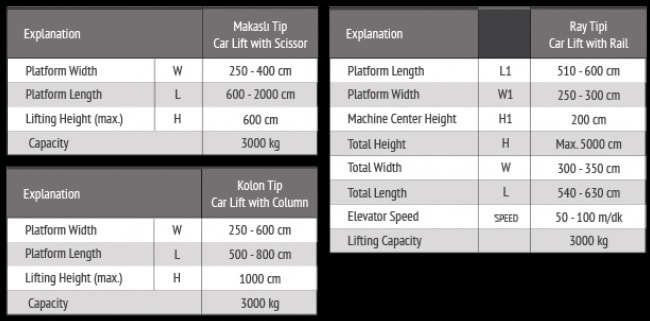 Explanation
Makaslı Tip
Car Lift with Scissor
Platform Width W 250 - 400 cm
Platform Length L 600 - 2000 cm
Lifting Height (max.) H 600 cm
Capacity 3000 kg
Explanation
Kolon Tip
Car Lift with Column
Platform Width W 250 - 600 cm
Platform Length L 500 - 800 cm
Lifting Height (max.) H 1000 cm
Capacity 3000 kg
Explanation
Ray Tipi
Car Lift with Rail
Platform Length L1 510 - 600 cm
Platform Width W1 250 - 300 cm
Machine Center Height H1 200 cm
Total Height H Max. 5000 cm
Total Width W 300 - 350 cm
Total Length L 540 - 630 cm
Elevator Speed SPEED 50 - 100 m/dk
Lifting Capacity 3000 kg